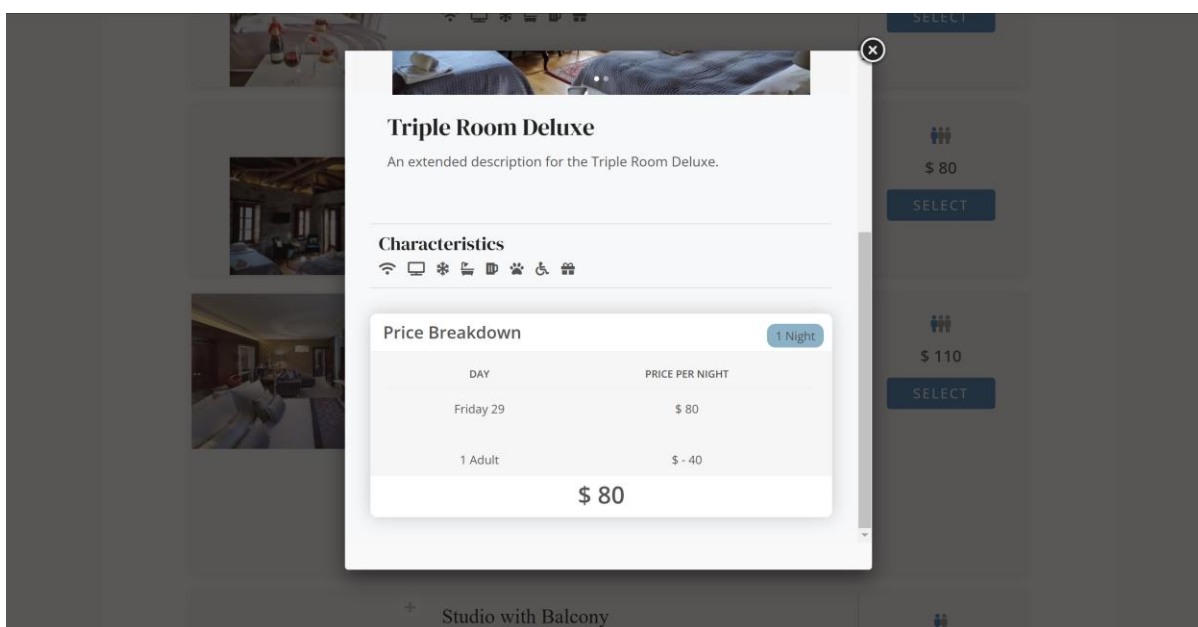 SELECT
Triple Room Deluxe
An extended description for the Triple Room Deluxe.
$ 80
SELECT
Characteristics
Price Breakdown
1 Night
DAY PRICE PER NIGHT
Friday 29 $ 80
1 Adult $ - 40
$ 80
$ 110
SELECT
Studio with Balcony